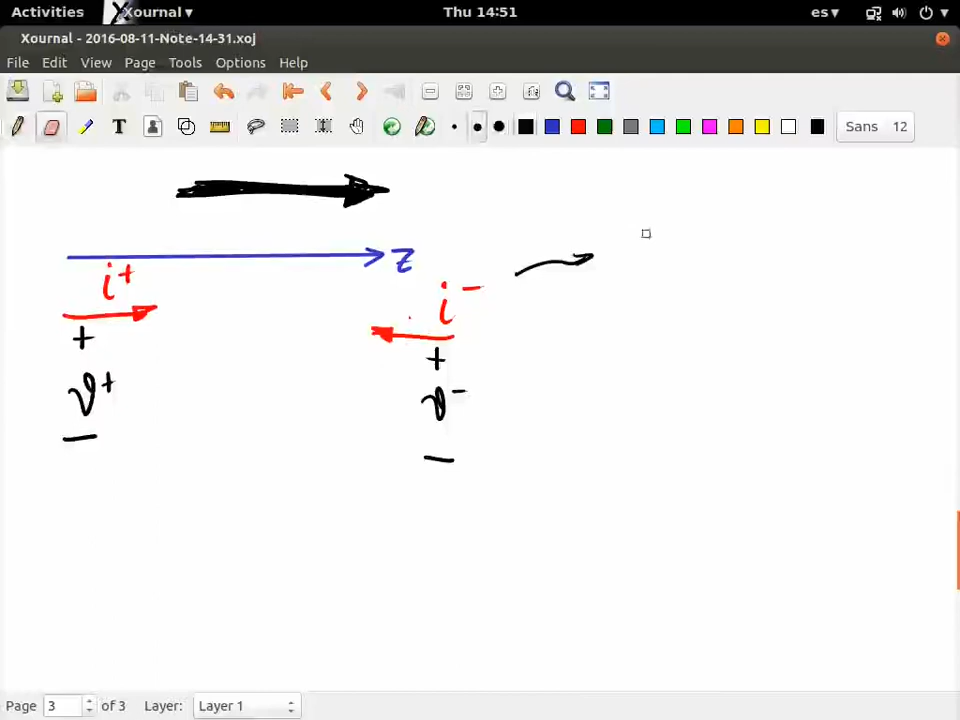 Activities Xournal ▾ Thu 14:51 es ▾
Xournal - 2016-08-11-Note-14-31.xoj
File Edit View Page Tools Options Help
T Sans 12
z
i+ i−
+ +
v+ v−
− −
Page 3 of 3 Layer: Layer 1